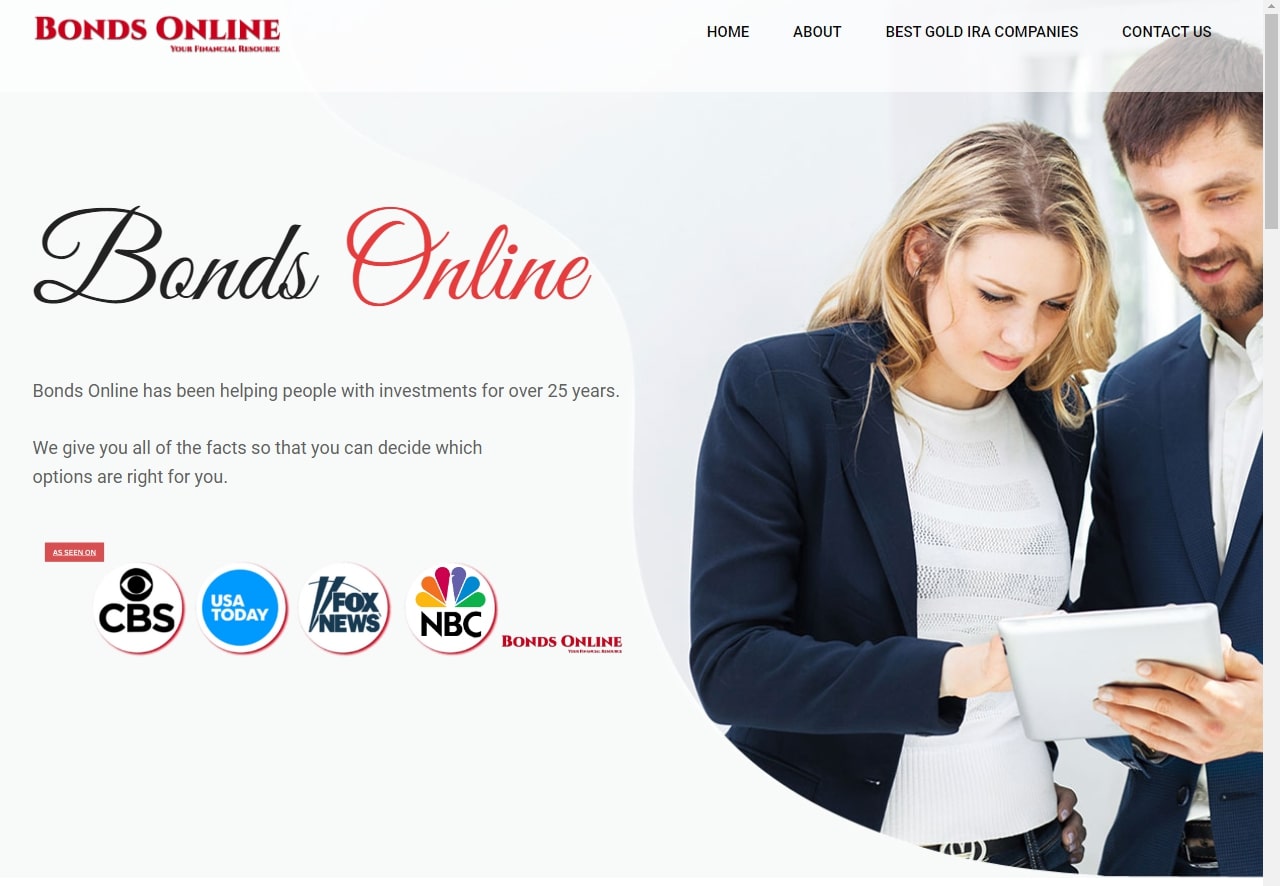 BONDS ONLINE
YOUR FINANCIAL RESOURCE
HOME ABOUT BEST GOLD IRA COMPANIES CONTACT US
Bonds Online
Bonds Online has been helping people with investments for over 25 years.
We give you all of the facts so that you can decide which
options are right for you.
AS SEEN ON
CBS
USA
TODAY
FOX
NEWS
NBC
BONDS ONLINE
YOUR FINANCIAL RESOURCE